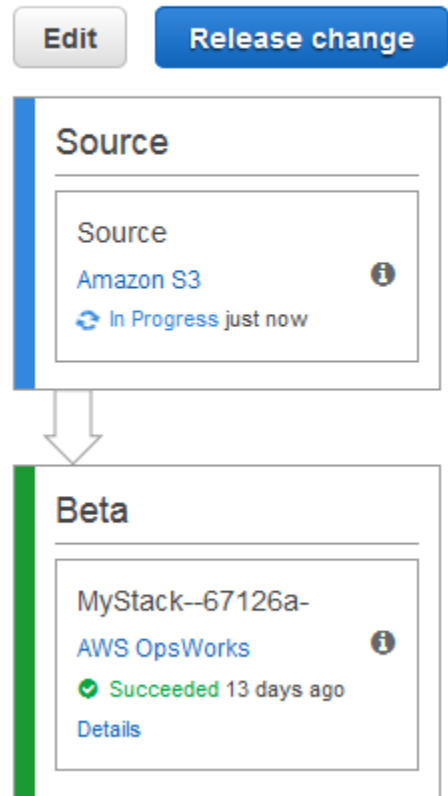 Edit
Release change
Source
Source
Amazon S3
In Progress just now
Beta
MyStack--67126a-
AWS OpsWorks
Succeeded 13 days ago
Details